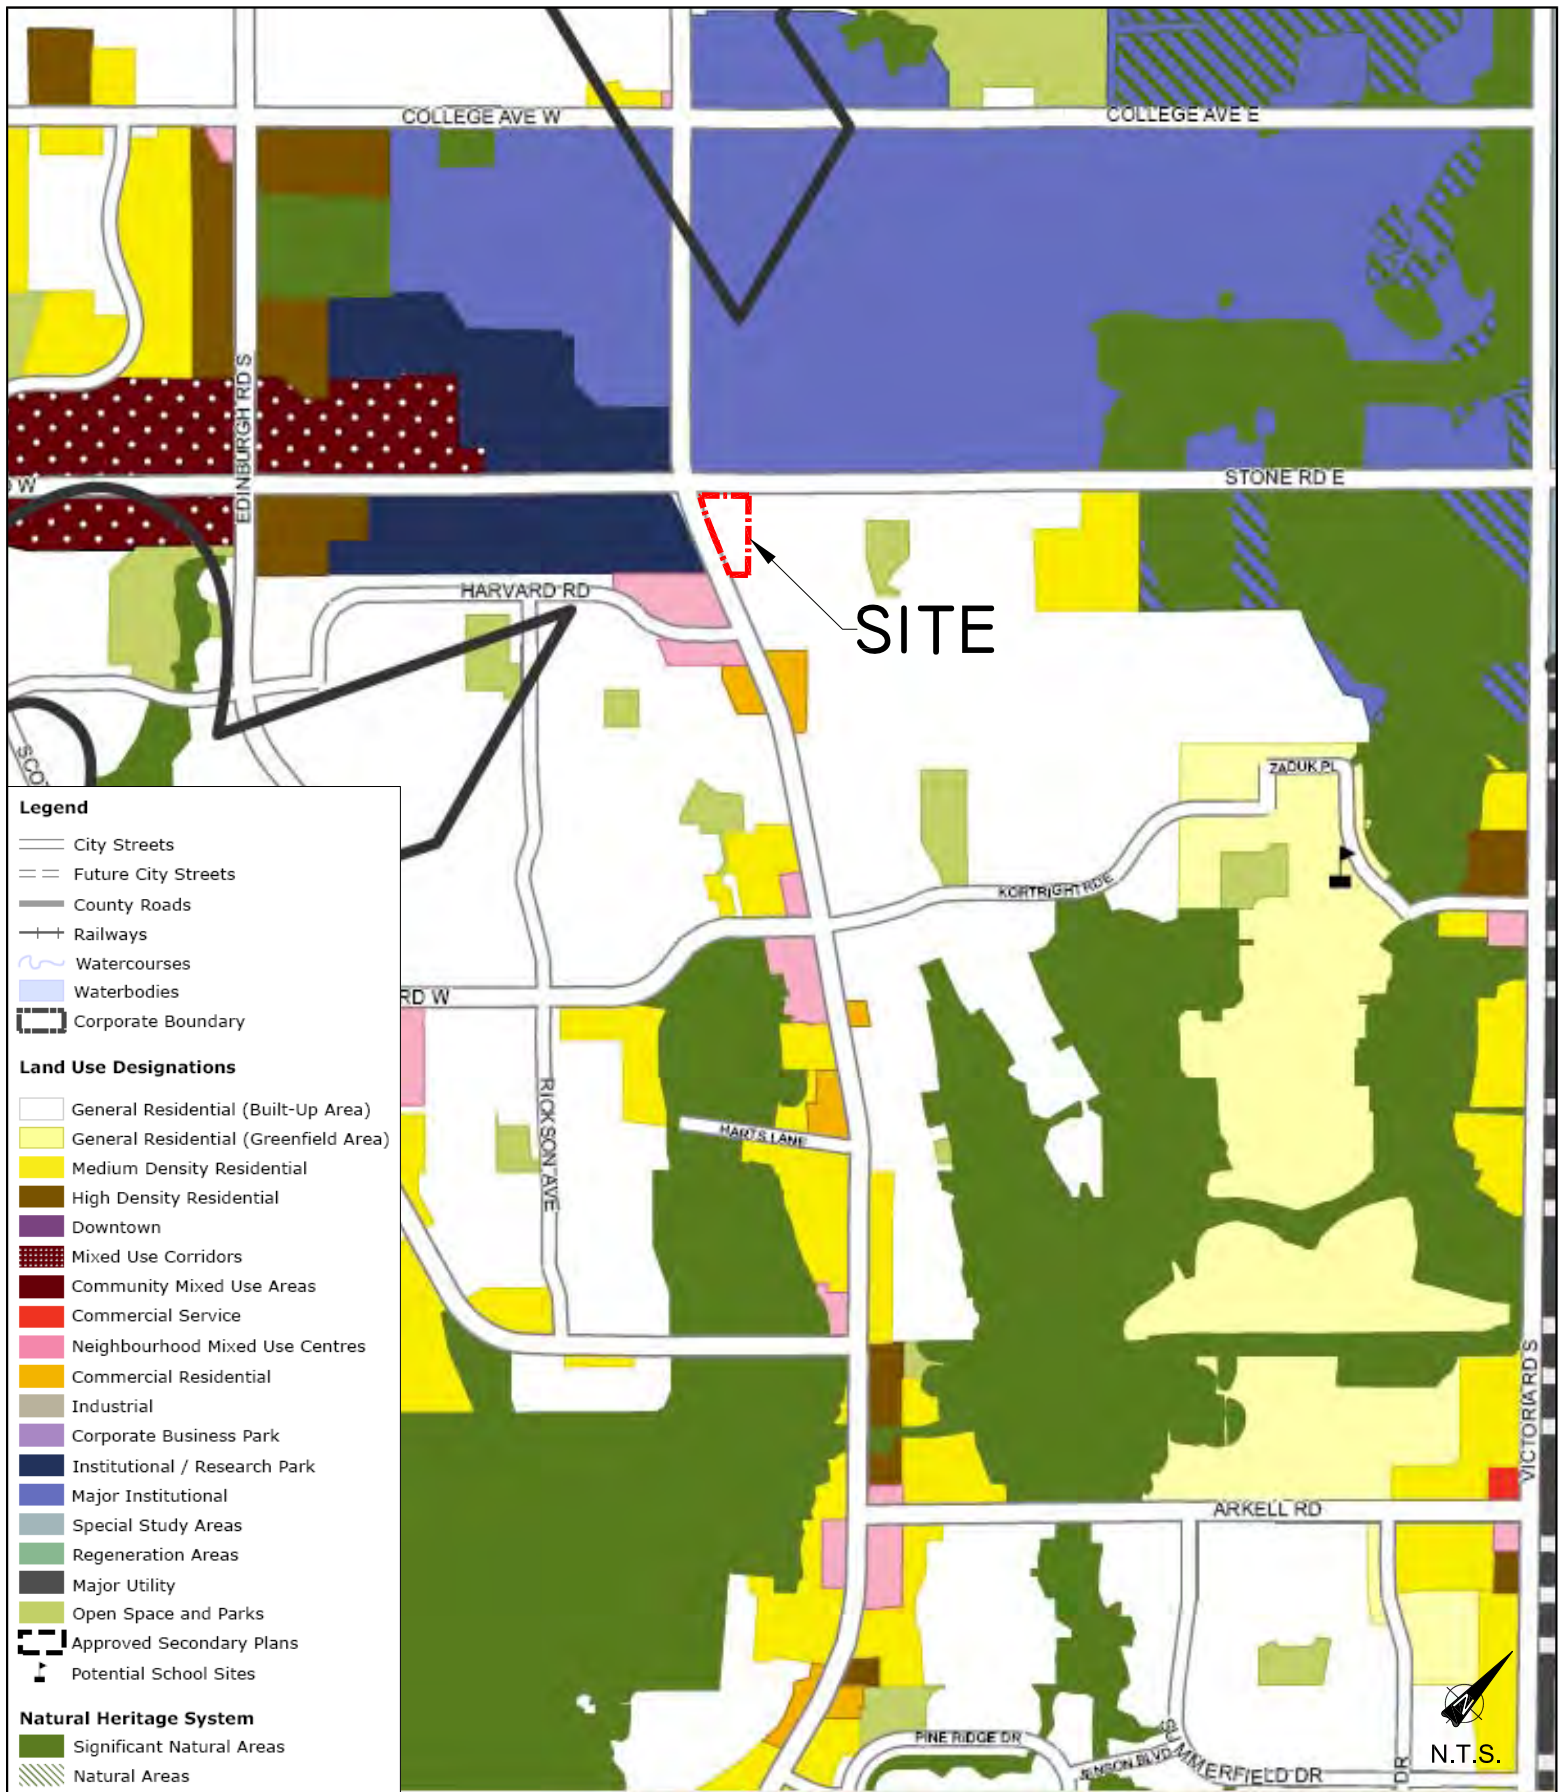 COLLEGE AVE W
COLLEGE AVE E
EDINBURGH RD S
W
STONE RD E
HARVARD RD
SITE
SCO
ZADUK PL
KORTRIGHT RD E
RD W
RICKSON AVE
HARTS LANE
VICTORIA RD S
ARKELL RD
PINE RIDGE DR
JENSON BLVD
SUMMERFIELD DR
DR
N
N.T.S.
Legend
City Streets
Future City Streets
County Roads
Railways
Watercourses
Waterbodies
Corporate Boundary
Land Use Designations
General Residential (Built-Up Area)
General Residential (Greenfield Area)
Medium Density Residential
High Density Residential
Downtown
Mixed Use Corridors
Community Mixed Use Areas
Commercial Service
Neighbourhood Mixed Use Centres
Commercial Residential
Industrial
Corporate Business Park
Institutional / Research Park
Major Institutional
Special Study Areas
Regeneration Areas
Major Utility
Open Space and Parks
Approved Secondary Plans
Potential School Sites
Natural Heritage System
Significant Natural Areas
Natural Areas